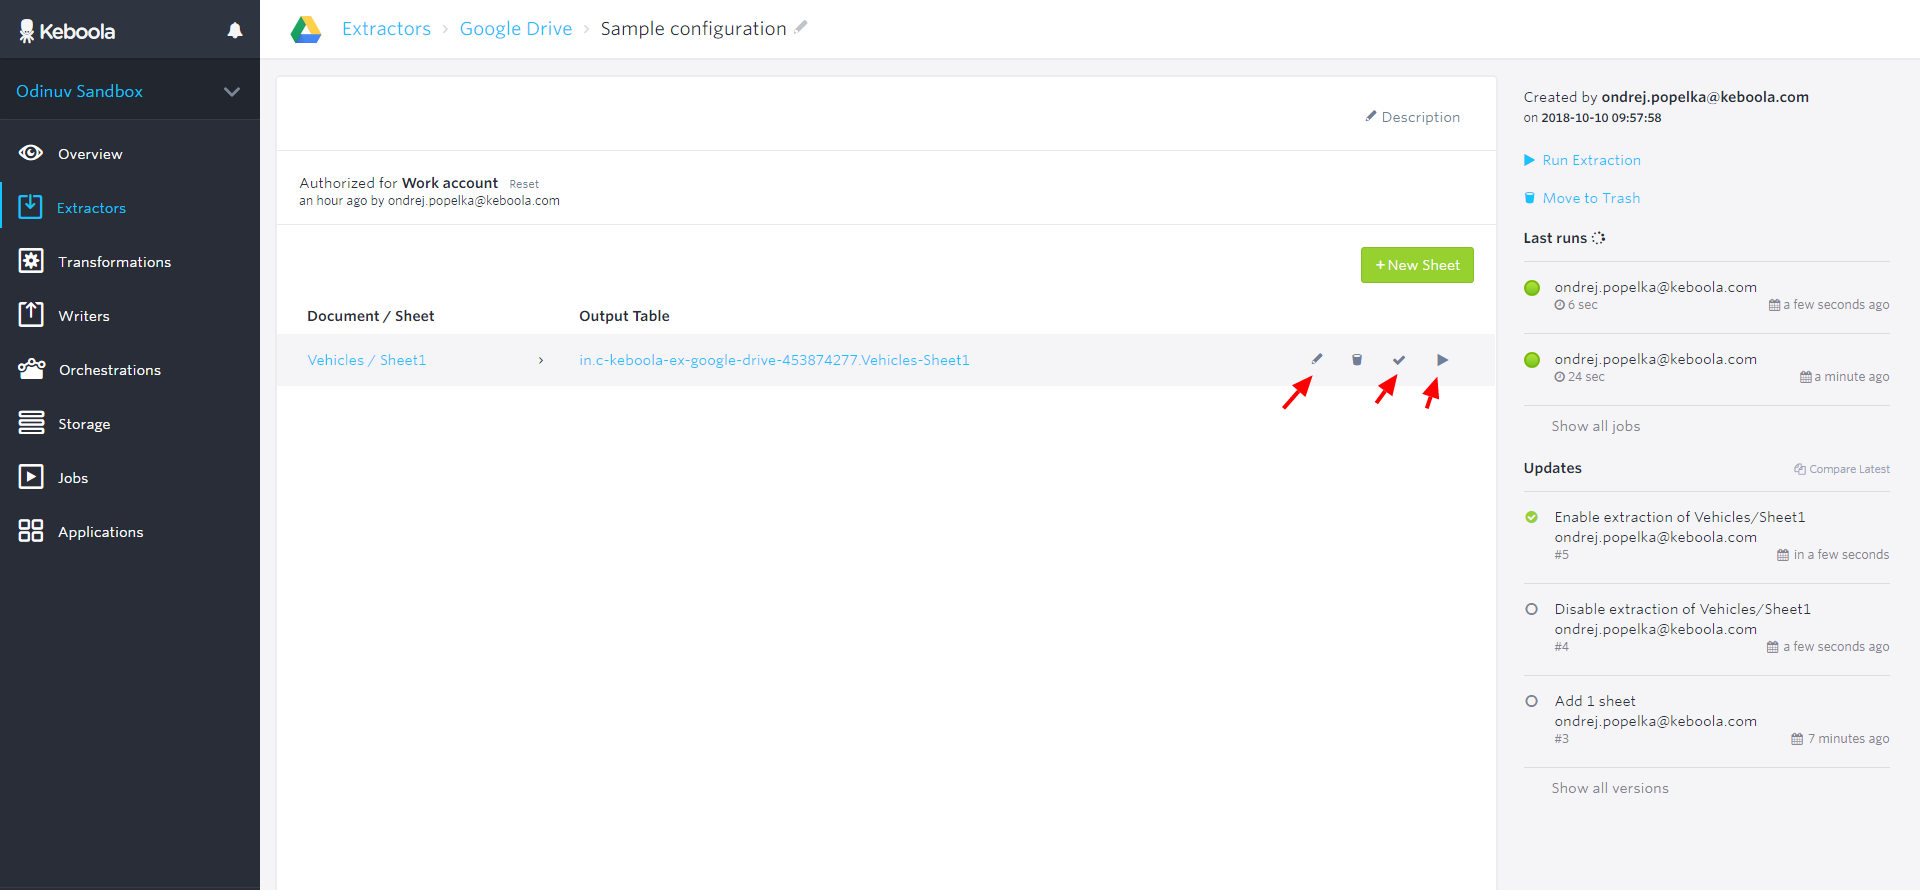 Keboola
Odinuv Sandbox
Overview
Extractors
Transformations
Writers
Orchestrations
Storage
Jobs
Applications
Extractors › Google Drive › Sample configuration
Description
Authorized for Work account Reset
an hour ago by ondrej.popelka@keboola.com
+ New Sheet
Document / Sheet Output Table
Vehicles / Sheet1 › in.c-keboola-ex-google-drive-453874277.Vehicles-Sheet1
Created by ondrej.popelka@keboola.com
on 2018-10-10 09:57:58
Run Extraction
Move to Trash
Last runs
ondrej.popelka@keboola.com
6 sec a few seconds ago
ondrej.popelka@keboola.com
24 sec a minute ago
Show all jobs
Updates Compare Latest
Enable extraction of Vehicles/Sheet1
ondrej.popelka@keboola.com
#5 in a few seconds
Disable extraction of Vehicles/Sheet1
ondrej.popelka@keboola.com
#4 a few seconds ago
Add 1 sheet
ondrej.popelka@keboola.com
#3 7 minutes ago
Show all versions